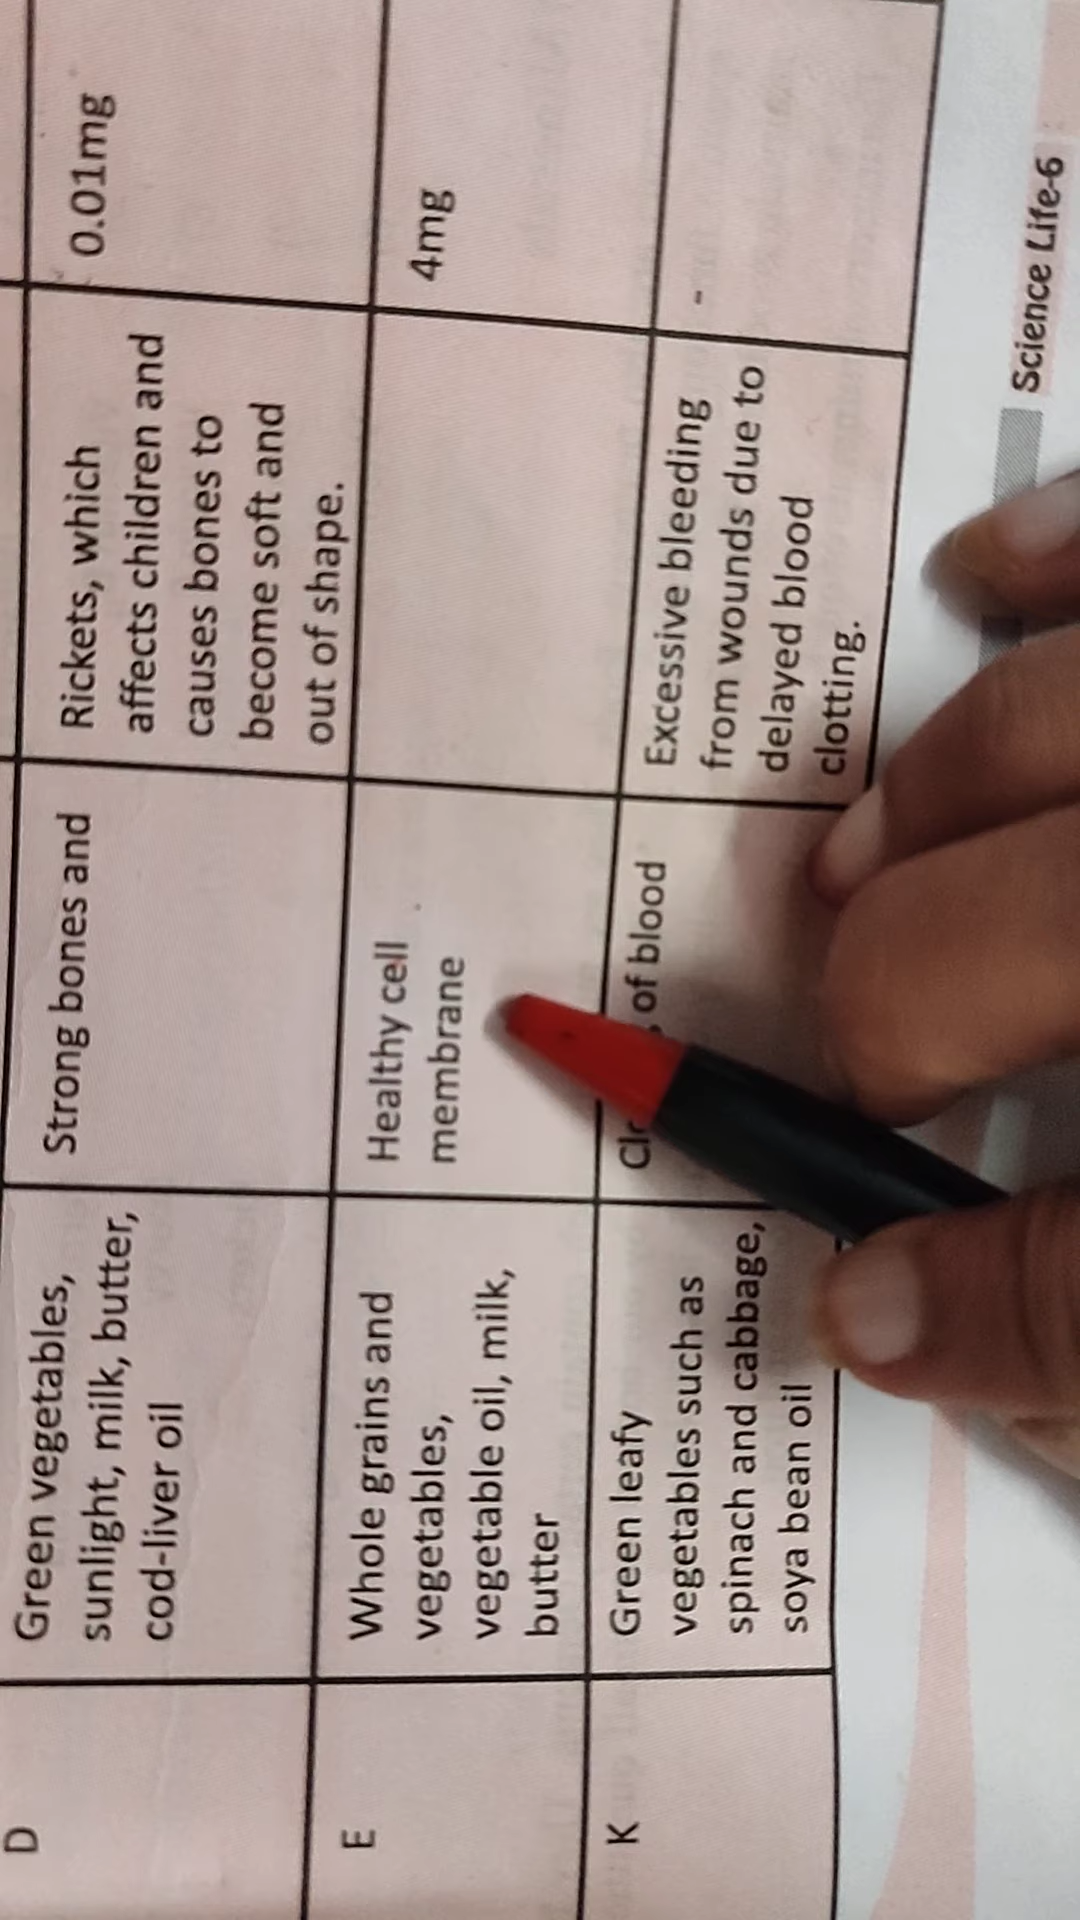 D
Green vegetables,
sunlight, milk, butter,
cod-liver oil
Strong bones and
Rickets, which
affects children and
causes bones to
become soft and
out of shape.
0.01mg
E
Whole grains and
vegetables,
vegetable oil, milk,
butter
Healthy cell
membrane
4mg
K
Green leafy
vegetables such as
spinach and cabbage,
soya bean oil
of blood
Excessive bleeding
from wounds due to
delayed blood
clotting.
-
Science Life-6